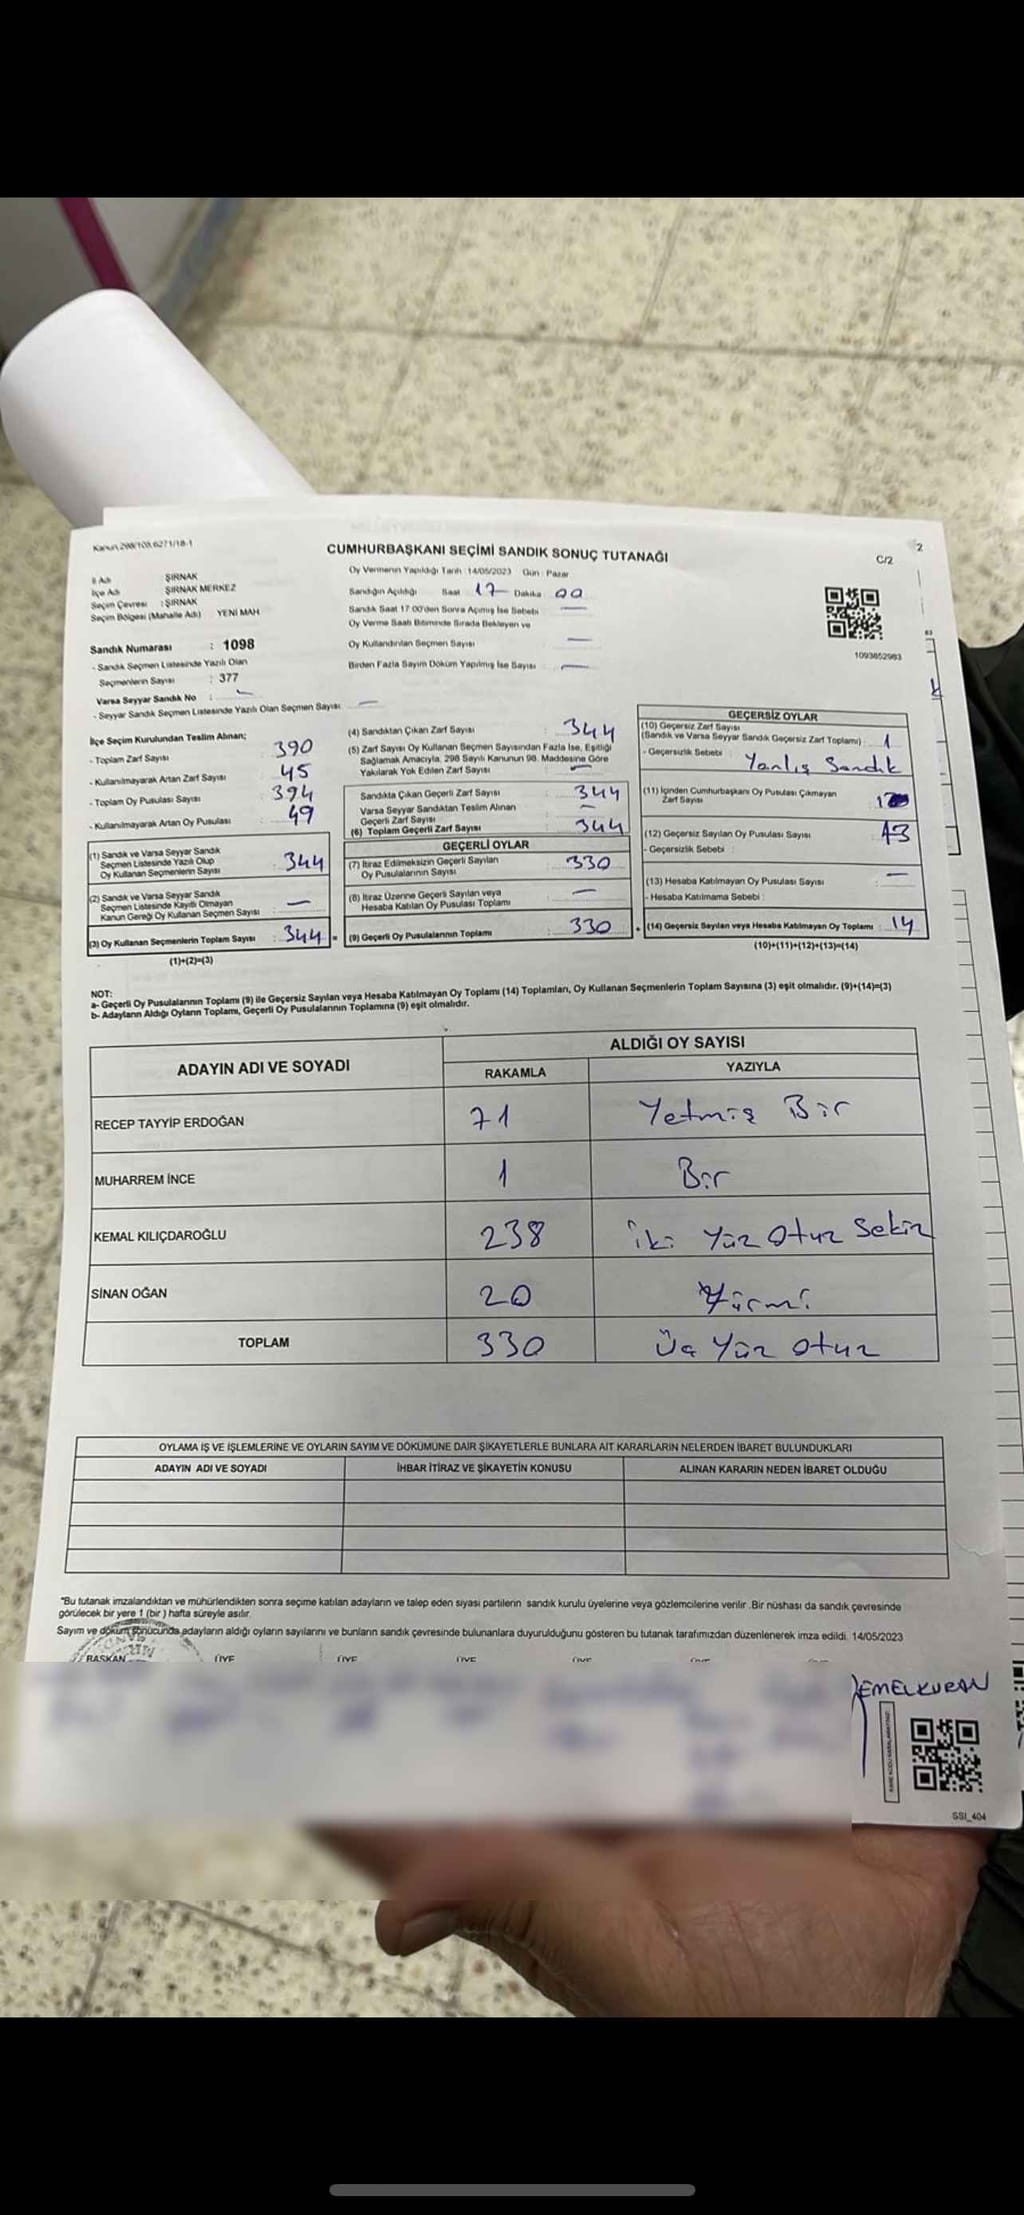 Kanun 298/109,6271/18-1
2
CUMHURBAŞKANI SEÇİMİ SANDIK SONUÇ TUTANAĞI
C/2
İl Adı ŞIRNAK
İlçe Adı ŞIRNAK MERKEZ
Seçim Çevresi : ŞIRNAK
Seçim Bölgesi (Mahalle Adı) YENİ MAH
Sandık Numarası : 1098
- Sandık Seçmen Listesinde Yazılı Olan
Seçmenlerin Sayısı : 377
Varsa Seyyar Sandık No : -
- Seyyar Sandık Seçmen Listesinde Yazılı Olan Seçmen Sayısı: -
Oy Vermenin Yapıldığı Tarih :14/05/2023 Gün : Pazar
Sandığın Açıldığı Saat 17 Dakika : 00
Sandık Saat 17 00'den Sonra Açımış İse Sebebi -
Oy Verme Saati Bitiminde Sırada Bekleyen ve
Oy Kullandırılan Seçmen Sayısı -
Birden Fazla Sayım Döküm Yapılmış İse Sayısı -
1093652983
İlçe Seçim Kurulundan Teslim Alınan;
- Toplam Zarf Sayısı : 390
- Kullanılmayarak Artan Zarf Sayısı : 45
- Toplam Oy Pusulası Sayısı : 394
- Kullanılmayarak Artan Oy Pusulası : 49
(1) Sandık ve Varsa Seyyar Sandık
Seçmen Listesinde Yazılı Olup
Oy Kullanan Seçmenlerin Sayısı : 344
(2) Sandık ve Varsa Seyyar Sandık
Seçmen Listesinde Kayıtlı Olmayan
Kanun Gereği Oy Kullanan Seçmen Sayısı : -
(3) Oy Kullanan Seçmenlerin Toplam Sayısı : 344 =
(1)+(2)=(3)
(4) Sandıktan Çıkan Zarf Sayısı : 344
(5) Zarf Sayısı Oy Kullanan Seçmen Sayısından Fazla İse, Eşitliği
Sağlamak Amacıyla, 298 Sayılı Kanunun 98. Maddesine Göre
Yakılarak Yok Edilen Zarf Sayısı : -
Sandıkta Çıkan Geçerli Zarf Sayısı : 344
Varsa Seyyar Sandıktan Teslim Alınan
Geçerli Zarf Sayısı : -
(6) Toplam Geçerli Zarf Sayısı : 344
GEÇERLİ OYLAR
(7) İtiraz Edilmeksizin Geçerli Sayılan
Oy Pusulalarının Sayısı : 330
(8) İtiraz Üzerine Geçerli Sayılan veya
Hesaba Katılan Oy Pusulası Toplamı : -
(9) Geçerli Oy Pusulalarının Toplamı : 330 +
GEÇERSİZ OYLAR
(10) Geçersiz Zarf Sayısı
(Sandık ve Varsa Seyyar Sandık Geçersiz Zarf Toplamı) : 1
- Geçersizlik Sebebi : Yanlış Sandık
(11) İçinden Cumhurbaşkanı Oy Pusulası Çıkmayan
Zarf Sayısı :
(12) Geçersiz Sayılan Oy Pusulası Sayısı : 13
- Geçersizlik Sebebi :
(13) Hesaba Katılmayan Oy Pusulası Sayısı : -
- Hesaba Katılmama Sebebi :
(14) Geçersiz Sayılan veya Hesaba Katılmayan Oy Toplamı : 14
(10)+(11)+(12)+(13)=(14)
NOT:
a- Geçerli Oy Pusulalarının Toplamı (9) ile Geçersiz Sayılan veya Hesaba Katılmayan Oy Toplamı (14) Toplamları, Oy Kullanan Seçmenlerin Toplam Sayısına (3) eşit olmalıdır. (9)+(14)=(3)
b- Adayların Aldığı Oyların Toplamı, Geçerli Oy Pusulalarının Toplamına (9) eşit olmalıdır.
ADAYIN ADI VE SOYADI
ALDIĞI OY SAYISI
RAKAMLA YAZIYLA
RECEP TAYYİP ERDOĞAN 71 Yetmiş Bir
MUHARREM İNCE 1 Bir
KEMAL KILIÇDAROĞLU 238 İki Yüz Otuz Sekiz
SİNAN OĞAN 20 Yirmi
TOPLAM 330 Üç Yüz Otuz
OYLAMA İŞ VE İŞLEMLERİNE VE OYLARIN SAYIM VE DÖKÜMÜNE DAİR ŞİKAYETLERLE BUNLARA AİT KARARLARIN NELERDEN İBARET BULUNDUKLARI
ADAYIN ADI VE SOYADI İHBAR İTİRAZ VE ŞİKAYETİN KONUSU ALINAN KARARIN NEDEN İBARET OLDUĞU
"Bu tutanak imzalandıktan ve mühürlendikten sonra seçime katılan adayların ve talep eden siyasi partilerin sandık kurulu üyelerine veya gözlemcilerine verilir .Bir nüshası da sandık çevresinde
görülecek bir yere 1 (bir ) hafta süreyle asılır.
Sayım ve döküm sonucunda adayların aldığı oyların sayılarını ve bunların sandık çevresinde bulunanlara duyurulduğunu gösteren bu tutanak tarafımızdan düzenlenerek imza edildi. 14/05/2023
BAŞKAN ÜYE ÜYE ÜYE ÜYE ÜYE
EMELKURAN
SSI_404